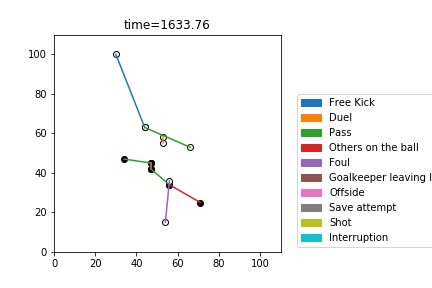 time=1633.76
100
80
60
40
20
0
0 20 40 60 80 100
Free Kick
Duel
Pass
Others on the ball
Foul
Goalkeeper leaving l
Offside
Save attempt
Shot
Interruption